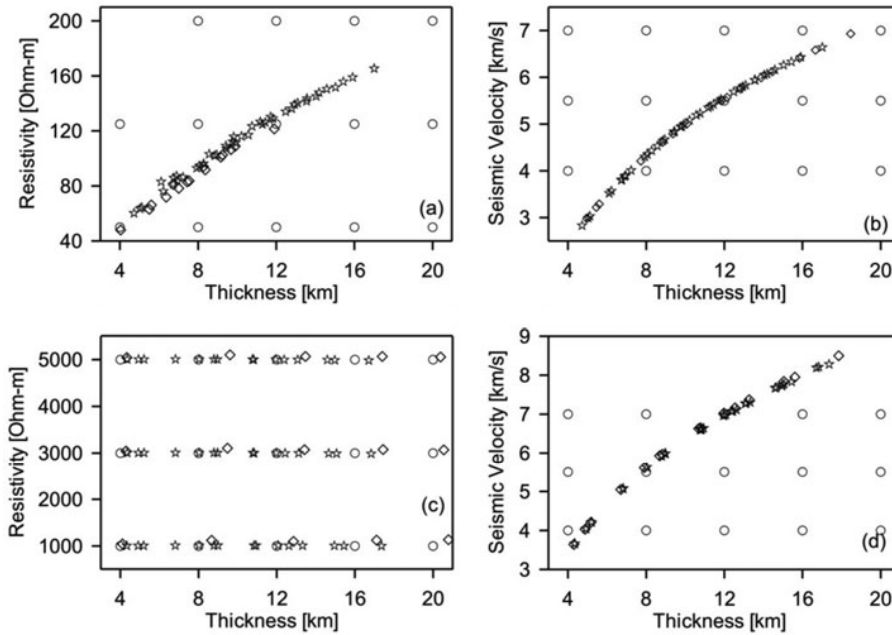 200
160
120
80
40
Resistivity [Ohm-m]
(a)
4 8 12 16 20
Thickness [km]
7
6
5
4
3
Seismic Velocity [km/s]
(b)
4 8 12 16 20
Thickness [km]
5000
4000
3000
2000
1000
Resistivity [Ohm-m]
(c)
4 8 12 16 20
Thickness [km]
9
8
7
6
5
4
3
Seismic Velocity [km/s]
(d)
4 8 12 16 20
Thickness [km]